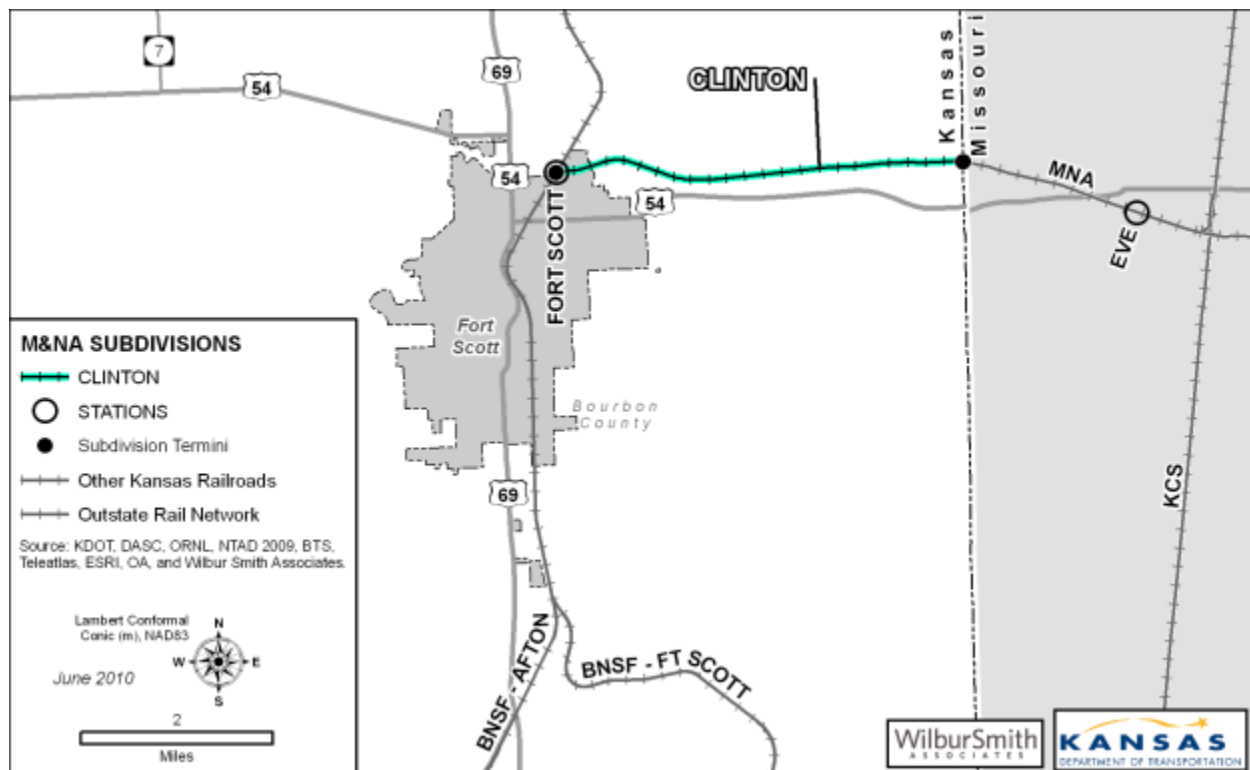 7
54
69
CLINTON
Kansas
Missouri
54
54
FORT SCOTT
MNA
EVE
Fort
Scott
Bourbon
County
M&NA SUBDIVISIONS
CLINTON
STATIONS
Subdivision Termini
Other Kansas Railroads
Outstate Rail Network
Source: KDOT, DASC, ORNL, NTAD 2009, BTS,
Teleatlas, ESRI, OA, and Wilbur Smith Associates.
69
KCS
Lambert Conformal
Conic (m), NAD83
N
W
E
S
June 2010
2
Miles
BNSF - AFTON
BNSF - FT SCOTT
WilburSmith
ASSOCIATES
KANSAS
DEPARTMENT OF TRANSPORTATION